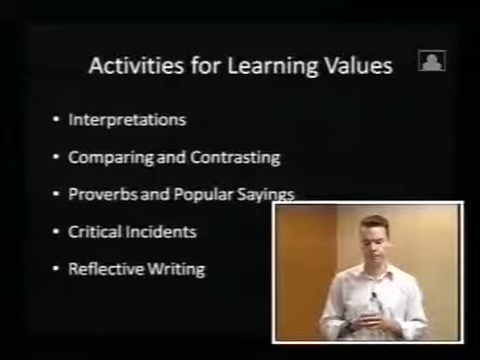 Activities for Learning Values
• Interpretations
• Comparing and Contrasting
• Proverbs and Popular Sayings
• Critical Incidents
• Reflective Writing